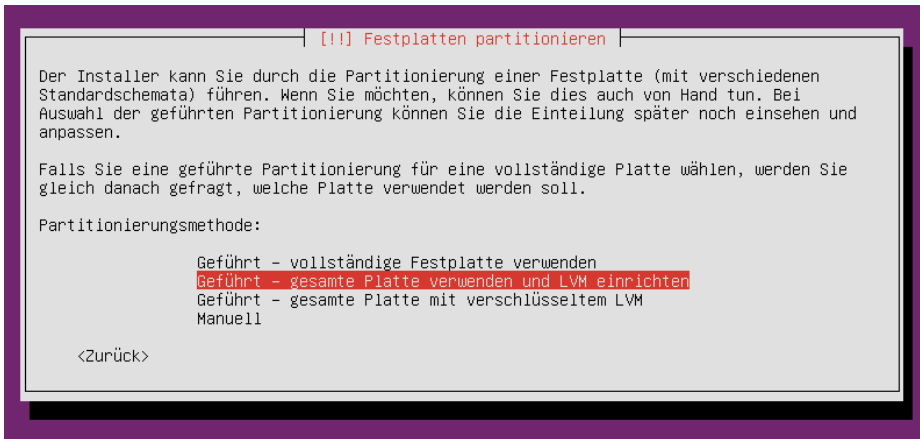 [!!] Festplatten partitionieren
Der Installer kann Sie durch die Partitionierung einer Festplatte (mit verschiedenen
Standardschemata) führen. Wenn Sie möchten, können Sie dies auch von Hand tun. Bei
Auswahl der geführten Partitionierung können Sie die Einteilung später noch einsehen und
anpassen.
Falls Sie eine geführte Partitionierung für eine vollständige Platte wählen, werden Sie
gleich danach gefragt, welche Platte verwendet werden soll.
Partitionierungsmethode:
Geführt – vollständige Festplatte verwenden
Geführt – gesamte Platte verwenden und LVM einrichten
Geführt – gesamte Platte mit verschlüsseltem LVM
Manuell
<Zurück>